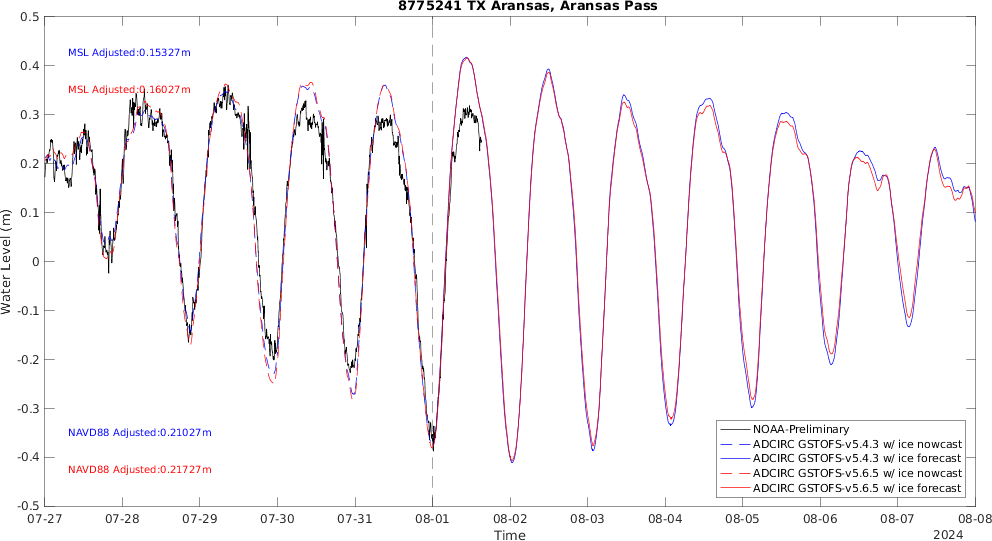 8775241 TX Aransas, Aransas Pass
0.5
0.4
0.3
0.2
0.1
0
-0.1
-0.2
-0.3
-0.4
-0.5
Water Level (m)
MSL Adjusted:0.15327m
MSL Adjusted:0.16027m
NAVD88 Adjusted:0.21027m
NAVD88 Adjusted:0.21727m
NOAA-Preliminary
ADCIRC GSTOFS-v5.4.3 w/ ice nowcast
ADCIRC GSTOFS-v5.4.3 w/ ice forecast
ADCIRC GSTOFS-v5.6.5 w/ ice nowcast
ADCIRC GSTOFS-v5.6.5 w/ ice forecast
07-27 07-28 07-29 07-30 07-31 08-01 08-02 08-03 08-04 08-05 08-06 08-07 08-08
Time
2024